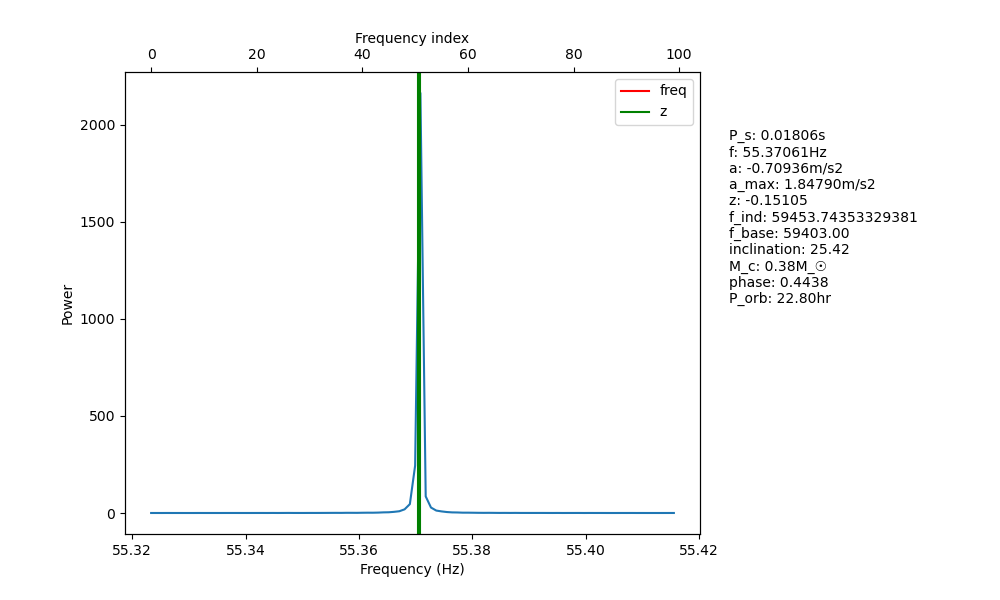 Frequency index
0 20 40 60 80 100
freq
z
2000
1500
1000
500
0
Power
55.32 55.34 55.36 55.38 55.40 55.42
Frequency (Hz)
P_s: 0.01806s
f: 55.37061Hz
a: -0.70936m/s2
a_max: 1.84790m/s2
z: -0.15105
f_ind: 59453.74353329381
f_base: 59403.00
inclination: 25.42
M_c: 0.38M_☉
phase: 0.4438
P_orb: 22.80hr